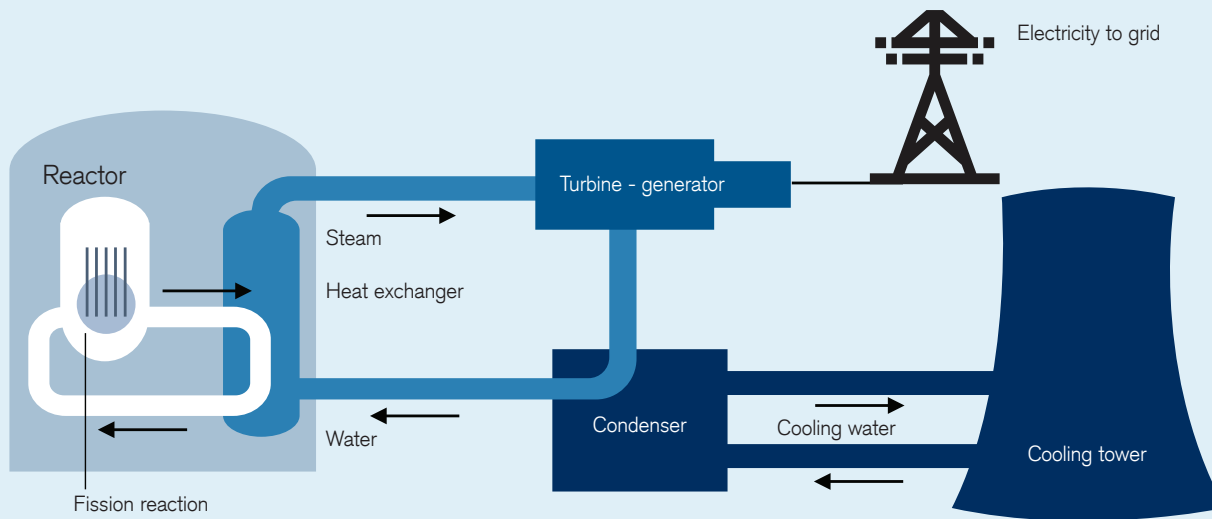 Electricity to grid
Reactor
Turbine - generator
Steam
Heat exchanger
Condenser
Cooling water
Water
Cooling tower
Fission reaction